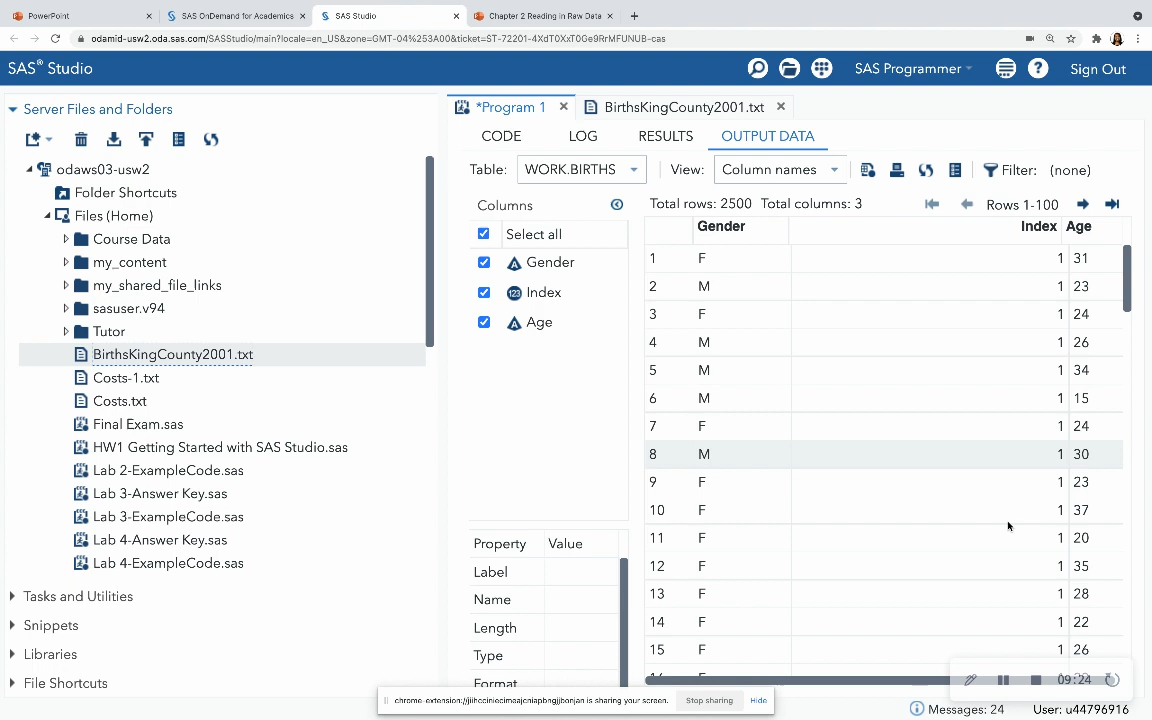 PowerPoint
SAS OnDemand for Academics
SAS Studio
Chapter 2 Reading in Raw Data
odamid-usw2.oda.sas.com/SASStudio/main?locale=en_US&zone=GMT-04%253A00&ticket=ST-72201-4XdT0XxT0Ge9RrMFUNUB-cas
SAS® Studio
SAS Programmer
Sign Out
Server Files and Folders
odaws03-usw2
Folder Shortcuts
Files (Home)
Course Data
my_content
my_shared_file_links
sasuser.v94
Tutor
BirthsKingCounty2001.txt
Costs-1.txt
Costs.txt
Final Exam.sas
HW1 Getting Started with SAS Studio.sas
Lab 2-ExampleCode.sas
Lab 3-Answer Key.sas
Lab 3-ExampleCode.sas
Lab 4-Answer Key.sas
Lab 4-ExampleCode.sas
Tasks and Utilities
Snippets
Libraries
File Shortcuts
*Program 1
BirthsKingCounty2001.txt
CODE LOG RESULTS OUTPUT DATA
Table: WORK.BIRTHS View: Column names Filter: (none)
Columns
Select all
Gender
123 Index
Age
Property Value
Label
Name
Length
Type
Format
Total rows: 2500 Total columns: 3 Rows 1-100
Gender Index Age
1 F 1 31
2 M 1 23
3 F 1 24
4 M 1 26
5 M 1 34
6 M 1 15
7 F 1 24
8 M 1 30
9 F 1 23
10 F 1 37
11 F 1 20
12 F 1 35
13 F 1 28
14 F 1 22
15 F 1 26
09:24
chrome-extension://jiihcciniecimeajcniapbngjjbonjan is sharing your screen. Stop sharing Hide
Messages: 24 User: u44796916